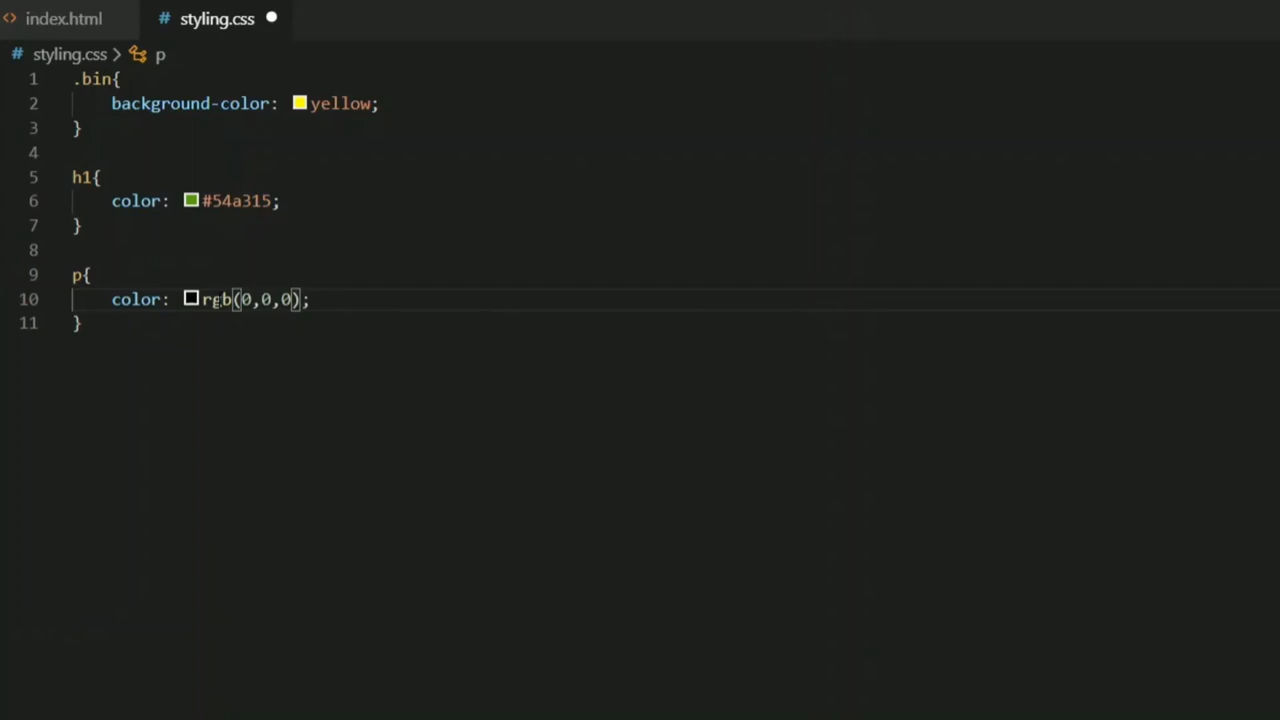 index.html
# styling.css
# styling.css > p
1 .bin{
2 background-color: yellow;
3 }
4
5 h1{
6 color: #54a315;
7 }
8
9 p{
10 color: rgb(0,0,0);
11 }